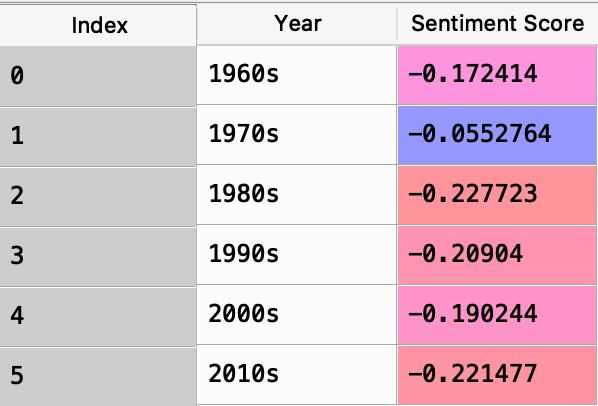 Index Year Sentiment Score
0 1960s -0.172414
1 1970s -0.0552764
2 1980s -0.227723
3 1990s -0.20904
4 2000s -0.190244
5 2010s -0.221477